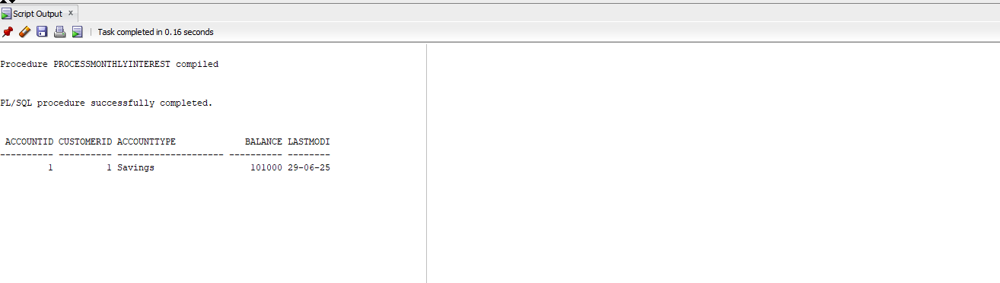 Script Output x
Task completed in 0.16 seconds
Procedure PROCESSMONTHLYINTEREST compiled
PL/SQL procedure successfully completed.
 ACCOUNTID CUSTOMERID ACCOUNTTYPE             BALANCE LASTMODI
---------- ---------- -------------------- ---------- --------
         1          1 Savings                  101000 29-06-25